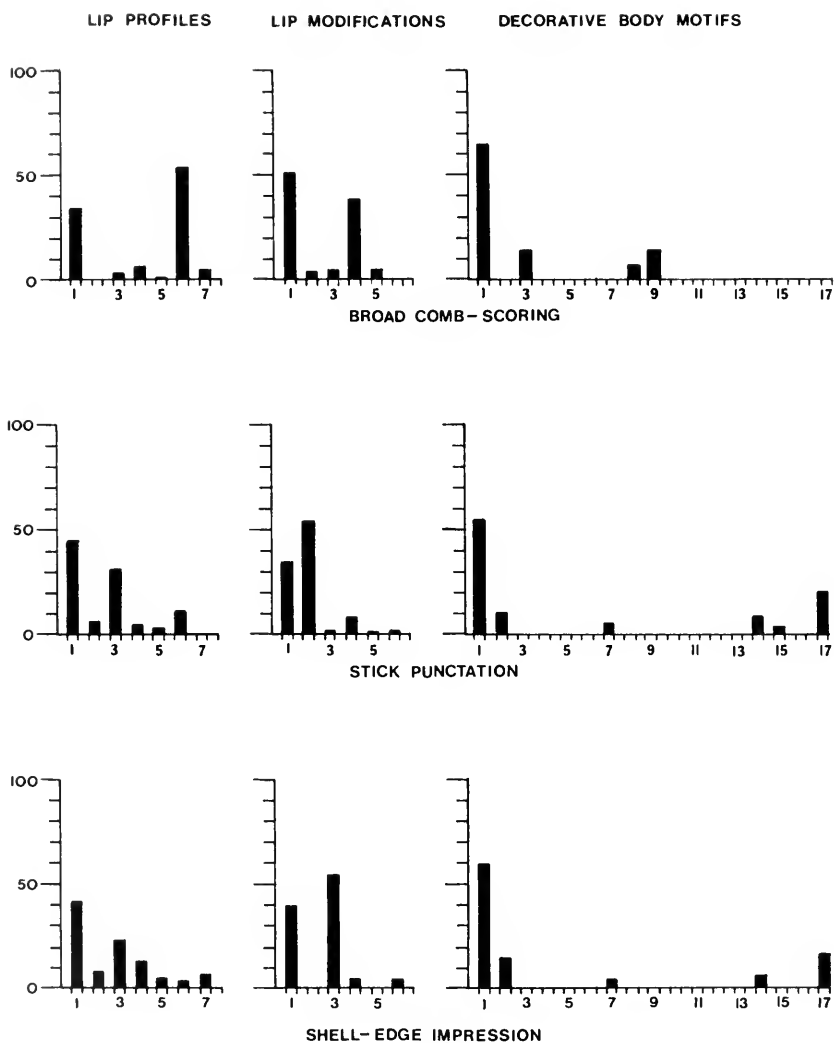 LIP PROFILES LIP MODIFICATIONS DECORATIVE BODY MOTIFS
100
50
0
1 3 5 7 1 3 5 1 3 5 7 9 11 13 15 17
BROAD COMB-SCORING
100
50
0
1 3 5 7 1 3 5 1 3 5 7 9 11 13 15 17
STICK PUNCTATION
100
50
0
1 3 5 7 1 3 5 1 3 5 7 9 11 13 15 17
SHELL-EDGE IMPRESSION